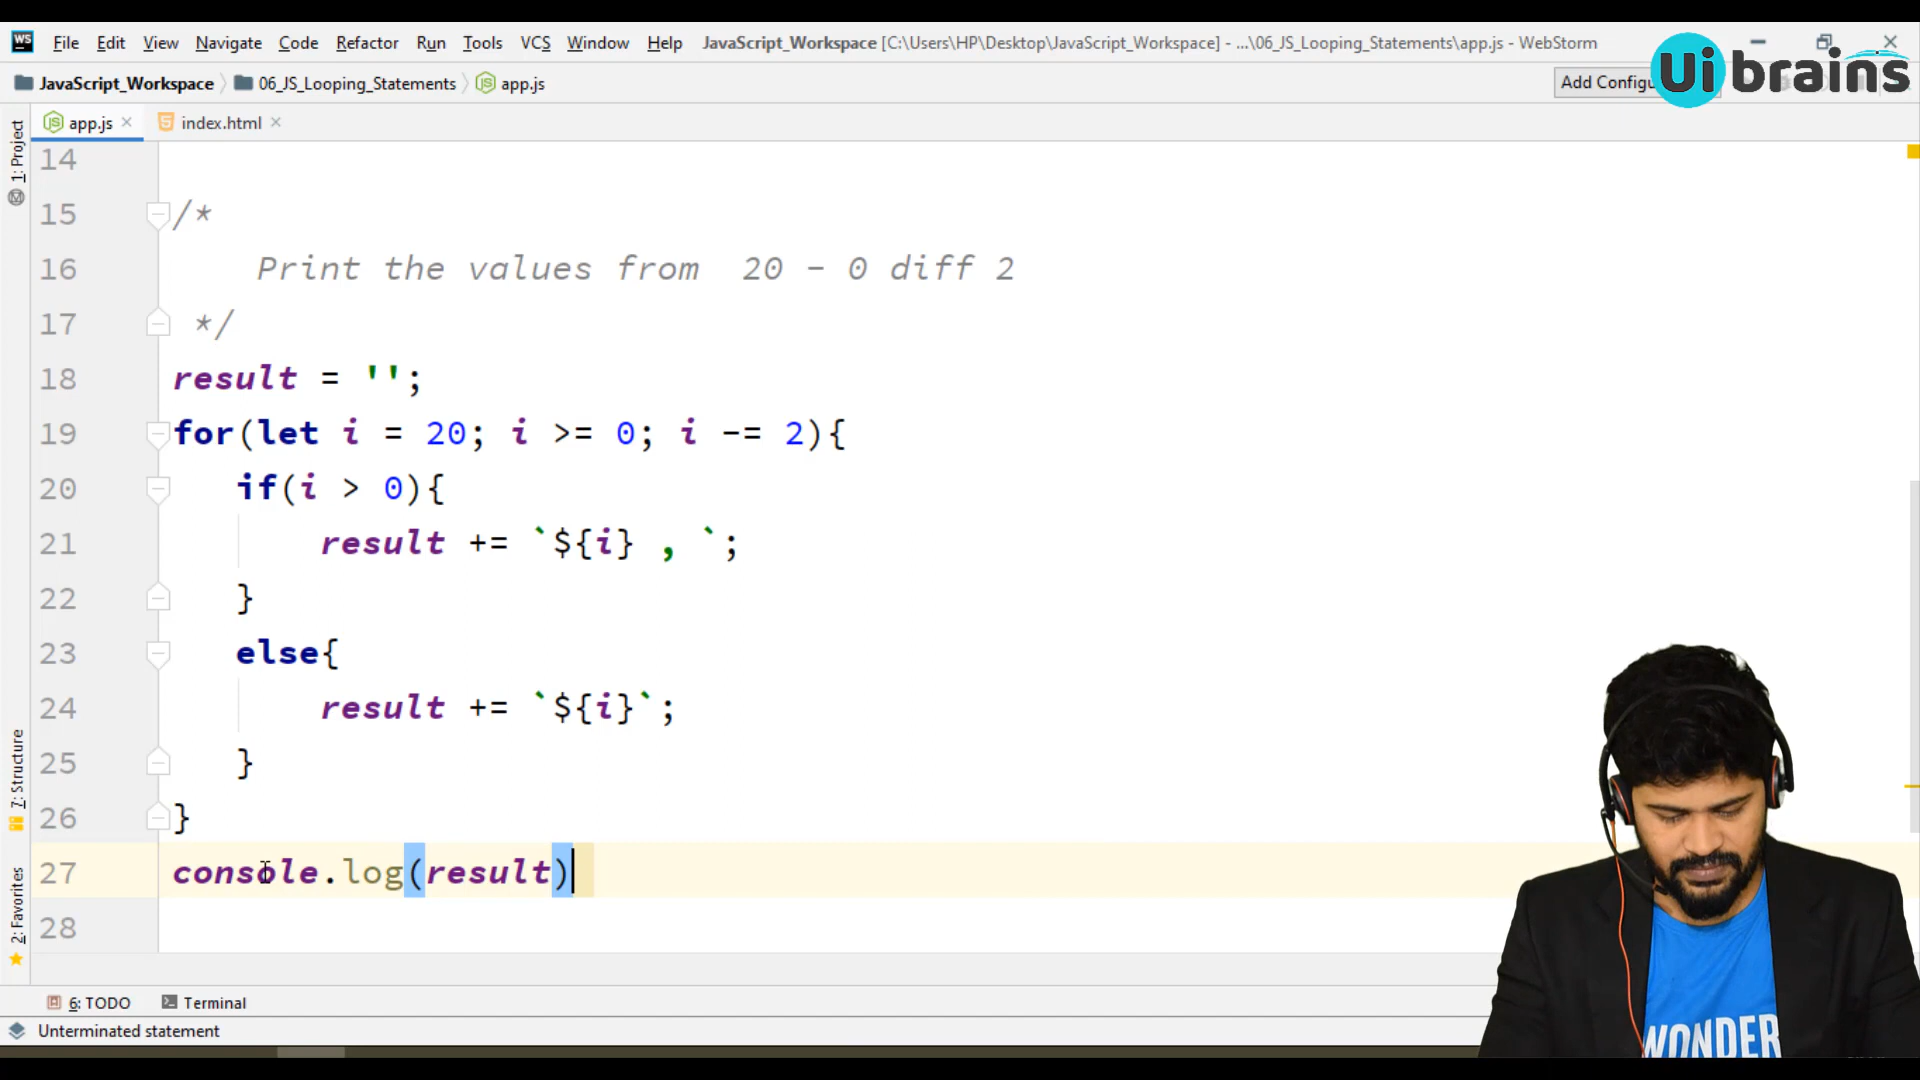 WS File Edit View Navigate Code Refactor Run Tools VCS Window Help JavaScript_Workspace [C:\Users\HP\Desktop\JavaScript_Workspace] - ...\06_JS_Looping_Statements\app.js - WebStorm
Ui brains
JavaScript_Workspace 06_JS_Looping_Statements JS app.js Add Configu
JS app.js index.html
1: Project
14
15 /*
16 Print the values from 20 - 0 diff 2
17 */
18 result = '';
19 for(let i = 20; i >= 0; i -= 2){
20 if(i > 0){
21 result += `${i} , `;
22 }
23 else{
24 result += `${i}`;
25 }
26 }
27 console.log(result)
28
7: Structure
2: Favorites
6: TODO Terminal
Unterminated statement
WONDER